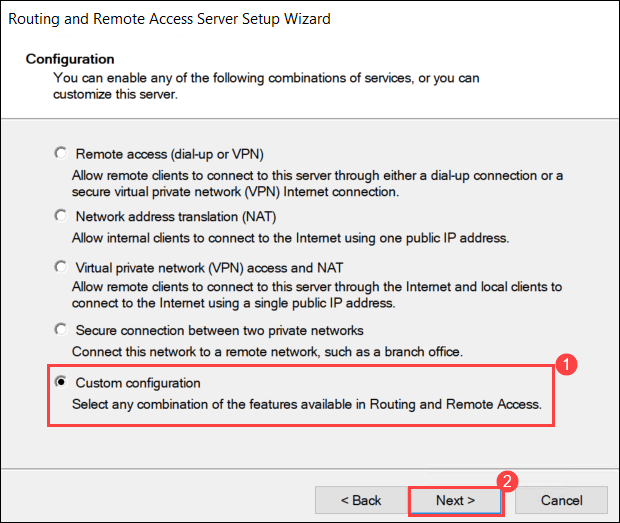 Routing and Remote Access Server Setup Wizard
Configuration
You can enable any of the following combinations of services, or you can
customize this server.
Remote access (dial-up or VPN)
Allow remote clients to connect to this server through either a dial-up connection or a
secure virtual private network (VPN) Internet connection.
Network address translation (NAT)
Allow internal clients to connect to the Internet using one public IP address.
Virtual private network (VPN) access and NAT
Allow remote clients to connect to this server through the Internet and local clients to
connect to the Internet using a single public IP address.
Secure connection between two private networks
Connect this network to a remote network, such as a branch office.
1
Custom configuration
Select any combination of the features available in Routing and Remote Access.
2
< Back Next > Cancel